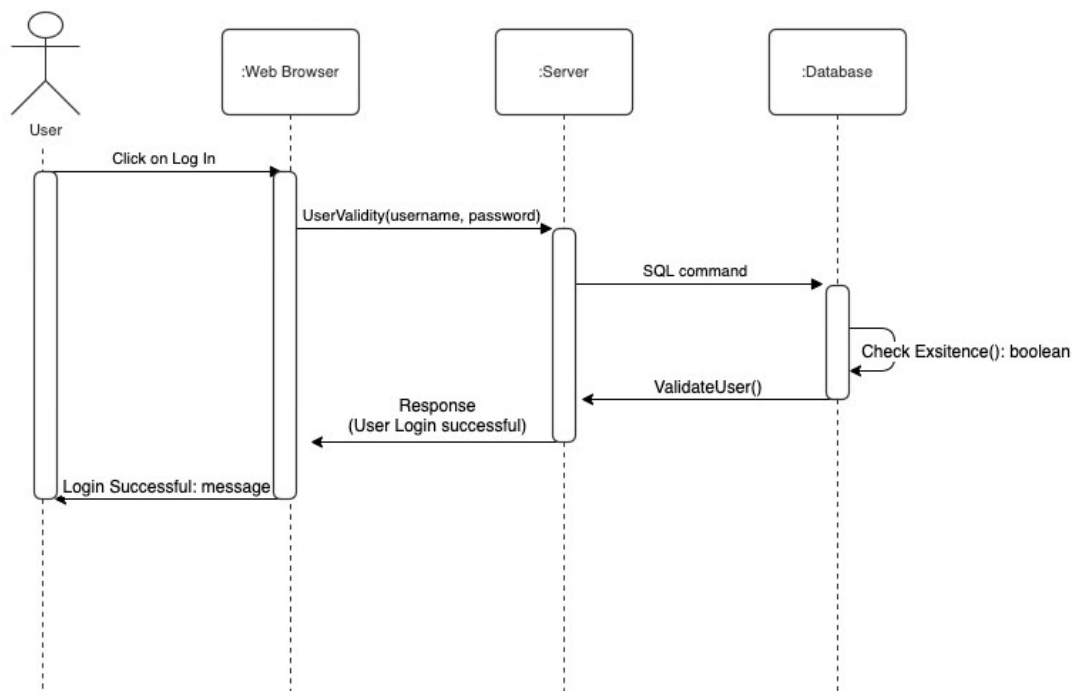 :Web Browser
:Server
:Database
User
Click on Log In
UserValidity(username, password)
SQL command
Check Exsitence(): boolean
ValidateUser()
Response
(User Login successful)
Login Successful: message